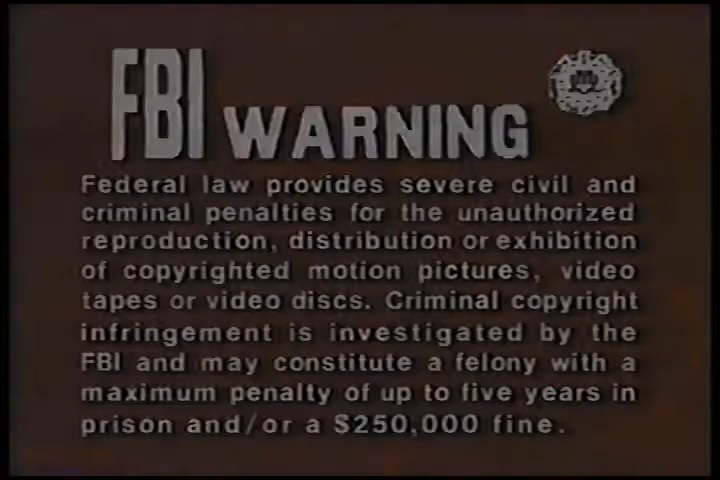 FBI WARNING
Federal law provides severe civil and
criminal penalties for the unauthorized
reproduction, distribution or exhibition
of copyrighted motion pictures, video
tapes or video discs. Criminal copyright
infringement is investigated by the
FBI and may constitute a felony with a
maximum penalty of up to five years in
prison and/or a $250,000 fine.